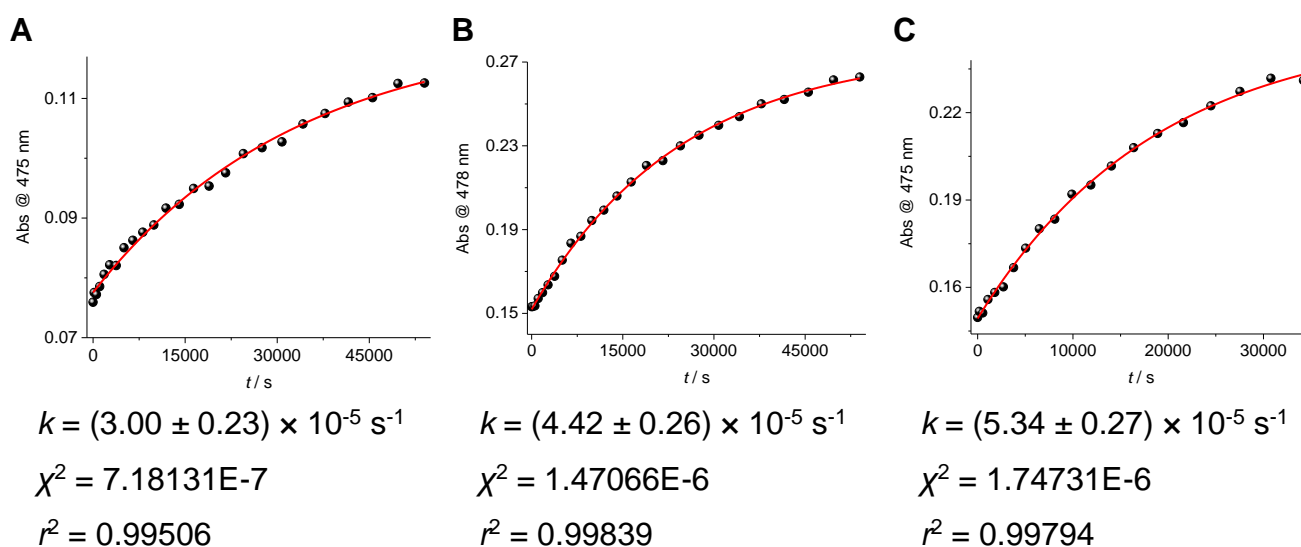 A
Abs @ 475 nm
0.11
0.09
0.07
0
15000
30000
45000
t / s
k = (3.00 ± 0.23) × 10⁻⁵ s⁻¹
χ² = 7.18131E-7
r² = 0.99506
B
Abs @ 478 nm
0.27
0.23
0.19
0.15
0
15000
30000
45000
t / s
k = (4.42 ± 0.26) × 10⁻⁵ s⁻¹
χ² = 1.47066E-6
r² = 0.99839
C
Abs @ 475 nm
0.22
0.19
0.16
0
10000
20000
30000
t / s
k = (5.34 ± 0.27) × 10⁻⁵ s⁻¹
χ² = 1.74731E-6
r² = 0.99794